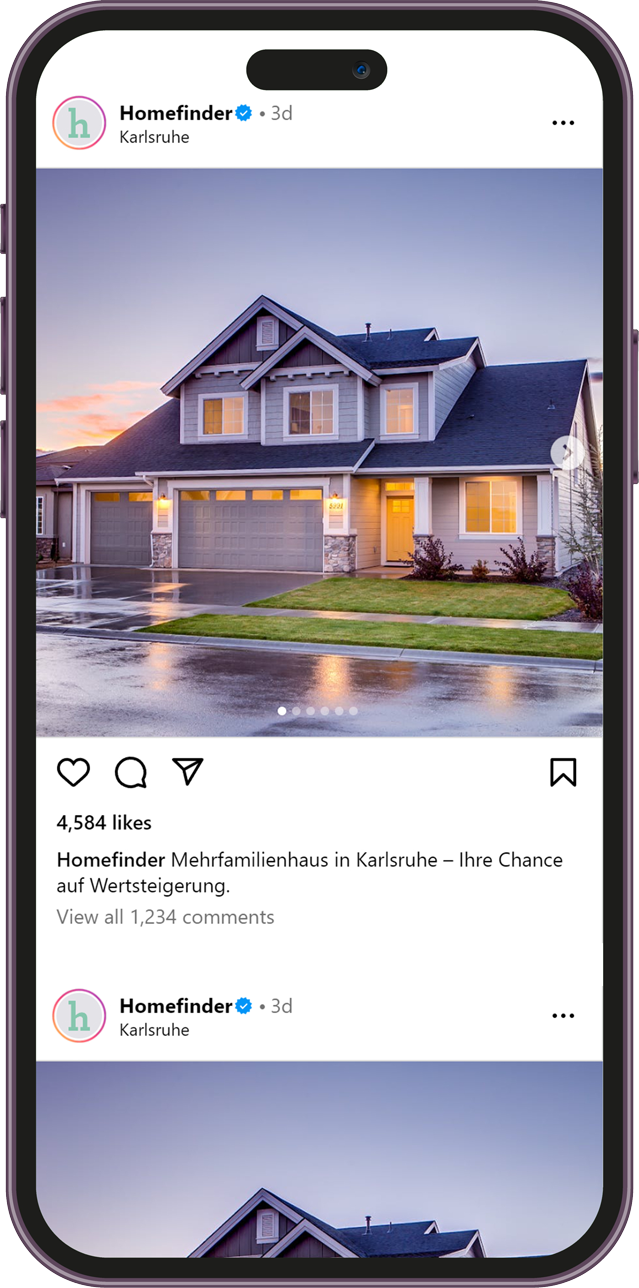 h
Homefinder • 3d
Karlsruhe
4,584 likes
Homefinder Mehrfamilienhaus in Karlsruhe – Ihre Chance
auf Wertsteigerung.
View all 1,234 comments
h
Homefinder • 3d
Karlsruhe